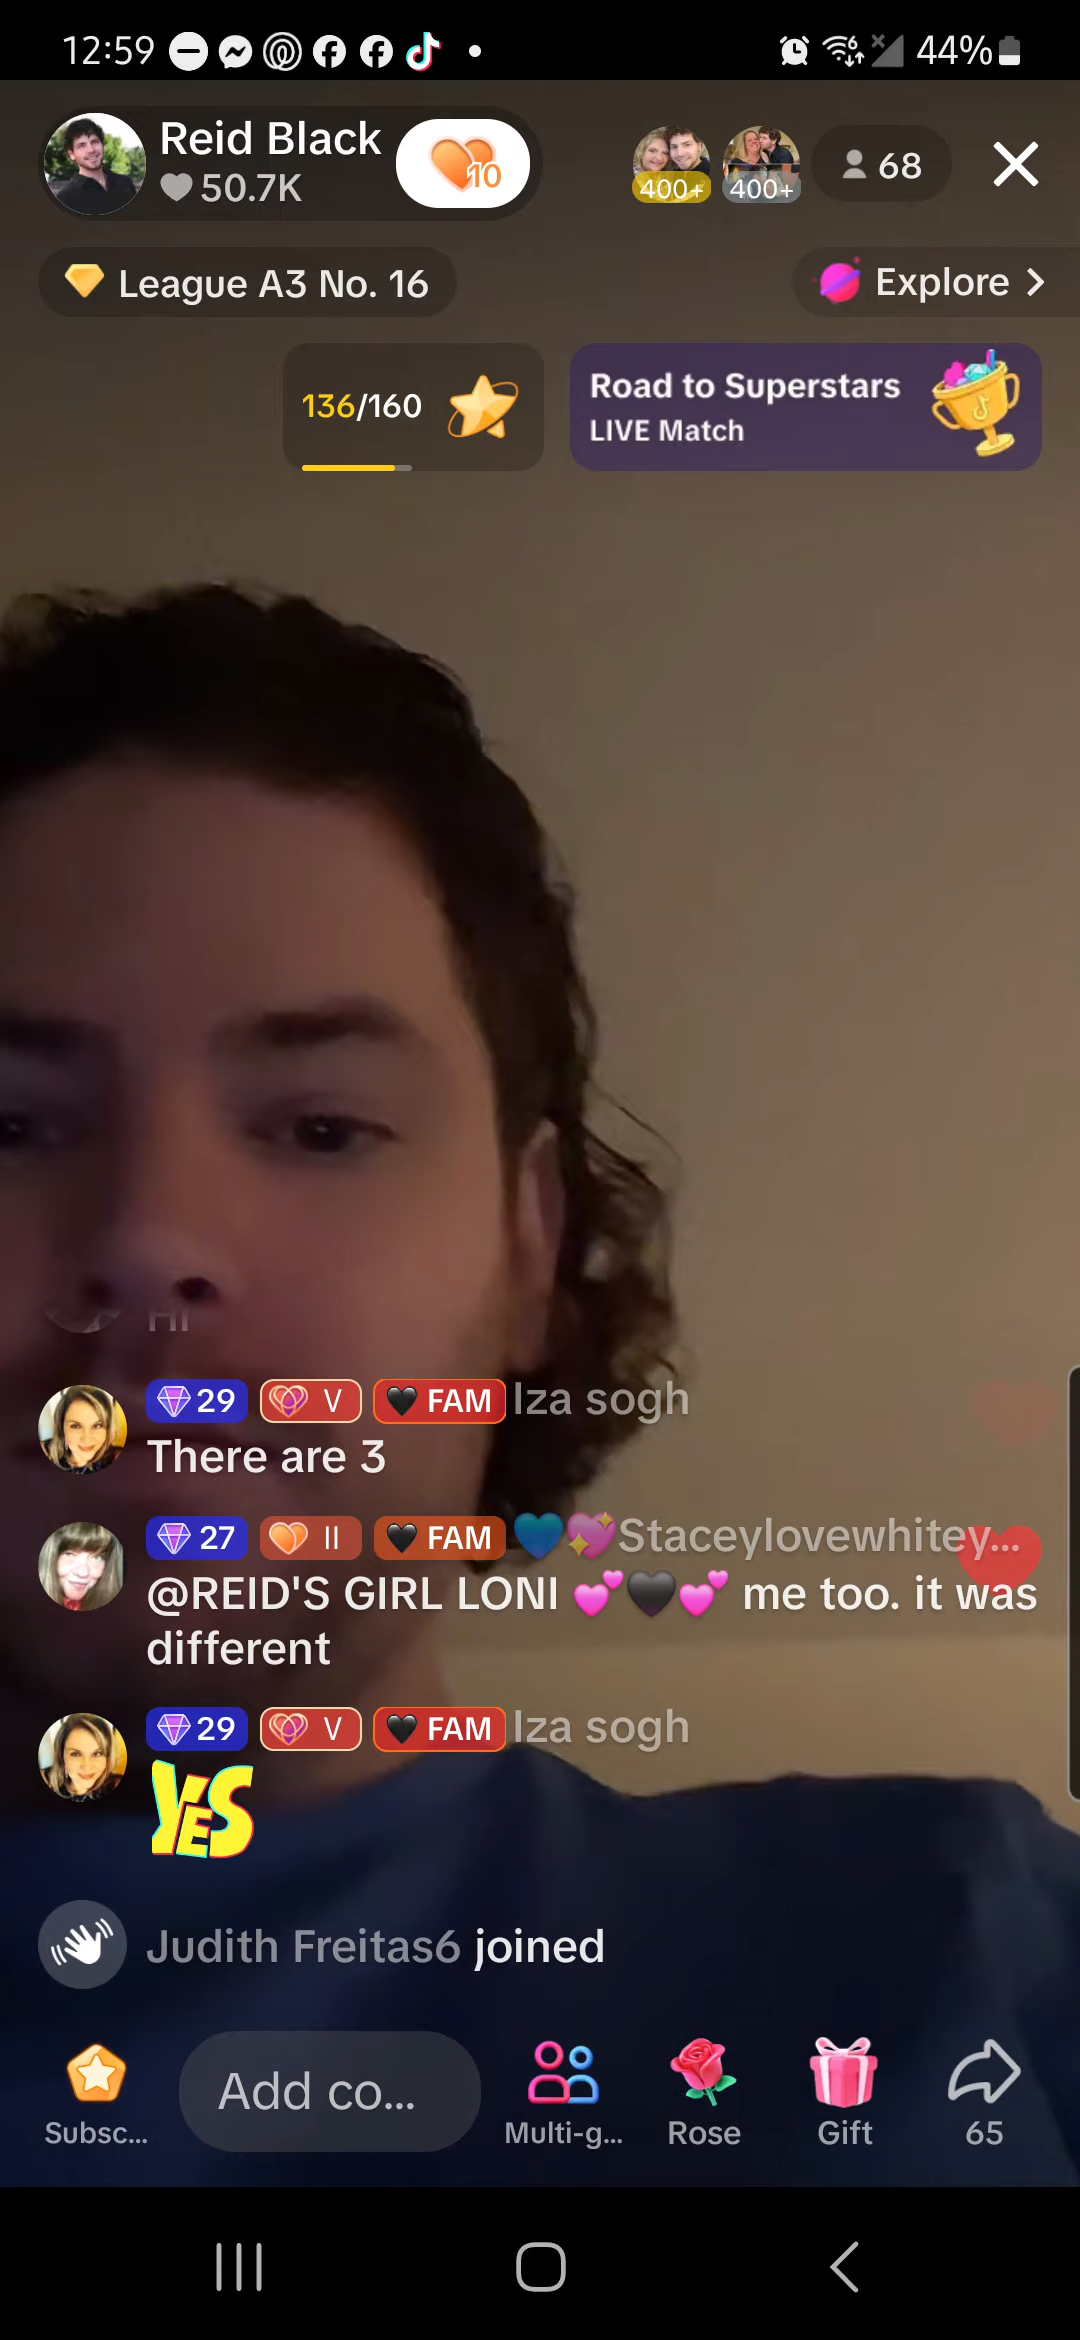 12:59
44%
Reid Black
50.7K
10
400+
400+
68
League A3 No. 16
Explore
136/160
Road to Superstars
LIVE Match
Hi
29 V FAM Iza sogh
There are 3
27 II FAM Staceylovewhitey...
@REID'S GIRL LONI 💕🖤💕 me too. it was
different
29 V FAM Iza sogh
YES
Judith Freitas6 joined
Subsc...
Add co...
Multi-g...
Rose
Gift
65